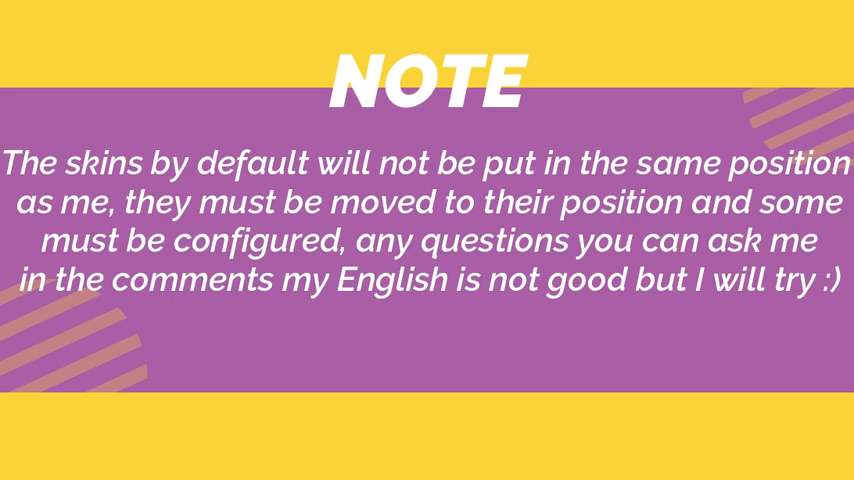 NOTE
The skins by default will not be put in the same position
as me, they must be moved to their position and some
must be configured, any questions you can ask me
in the comments my English is not good but I will try :)